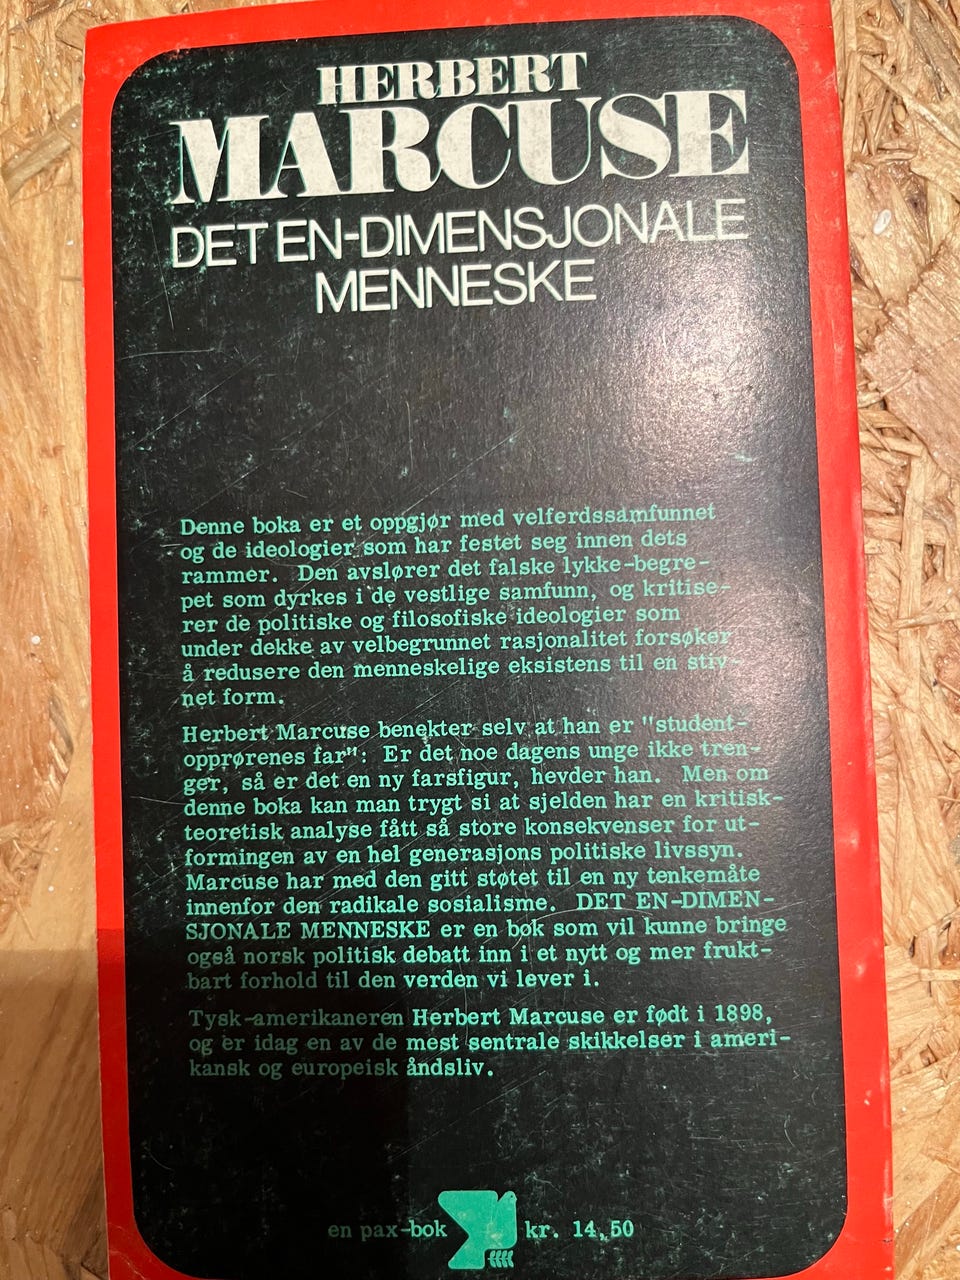 HERBERT
MARCUSE
DET EN-DIMENSJONALE
MENNESKE
Denne boka er et oppgjør med velferdssamfunnet
og de ideologier som har festet seg innen dets
rammer. Den avslører det falske lykke-begre-
pet som dyrkes i de vestlige samfunn, og kritise-
rer de politiske og filosofiske ideologier som
under dekke av velbegrunnet rasjonalitet forsøker
å redusere den menneskelige eksistens til en stiv-
net form.
Herbert Marcuse benekter selv at han er "student-
opprørenes far": Er det noe dagens unge ikke tren-
ger, så er det en ny farsfigur, hevder han. Men om
denne boka kan man trygt si at sjelden har en kritisk-
teoretisk analyse fått så store konsekvenser for ut-
formingen av en hel generasjons politiske livssyn.
Marcuse har med den gitt støtet til en ny tenkemåte
innenfor den radikale sosialisme. DET EN-DIMEN-
SJONALE MENNESKE er en bok som vil kunne bringe
også norsk politisk debatt inn i et nytt og mer frukt-
bart forhold til den verden vi lever i.
Tysk-amerikaneren Herbert Marcuse er født i 1898,
og er idag en av de mest sentrale skikkelser i ameri-
kansk og europeisk åndsliv.
en pax-bok kr. 14,50